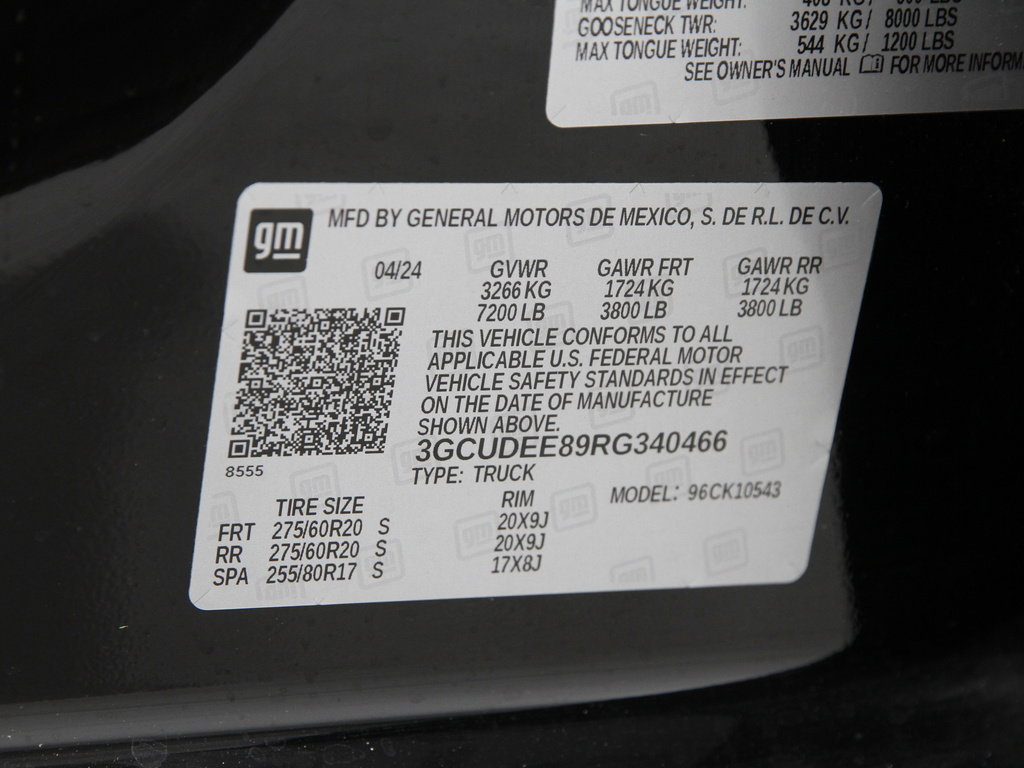 MAX TONGUE WEIGHT: 408 KG/
GOOSENECK TWR: 3629 KG/ 8000 LBS
MAX TONGUE WEIGHT: 544 KG/ 1200 LBS
SEE OWNER'S MANUAL FOR MORE INFORM
gm MFD BY GENERAL MOTORS DE MEXICO, S. DE R.L. DE C.V.
04/24 GVWR GAWR FRT GAWR RR
3266 KG 1724 KG 1724 KG
7200 LB 3800 LB 3800 LB
THIS VEHICLE CONFORMS TO ALL
APPLICABLE U.S. FEDERAL MOTOR
VEHICLE SAFETY STANDARDS IN EFFECT
ON THE DATE OF MANUFACTURE
SHOWN ABOVE.
3GCUDEE89RG340466
8555
TYPE: TRUCK
TIRE SIZE RIM MODEL: 96CK10543
FRT 275/60R20 S 20X9J
RR 275/60R20 S 20X9J
SPA 255/80R17 S 17X8J